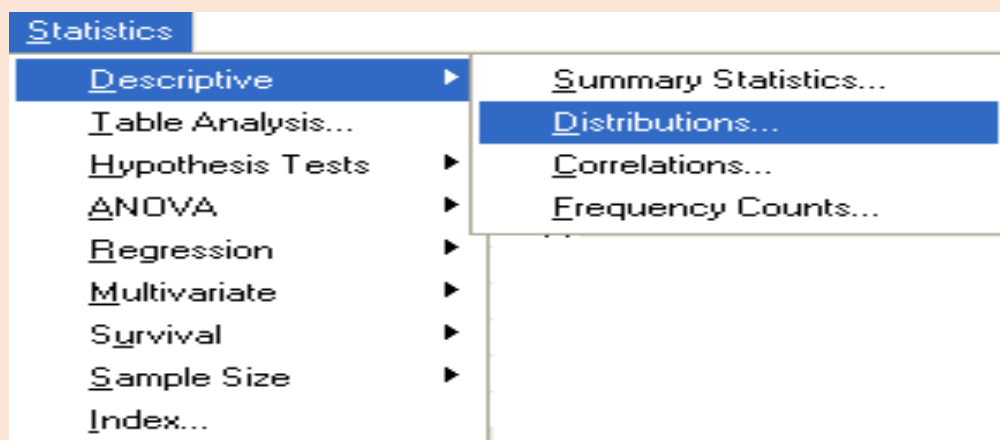 Statistics
Descriptive
Summary Statistics...
Table Analysis...
Distributions...
Hypothesis Tests
Correlations...
ANOVA
Frequency Counts...
Regression
Multivariate
Survival
Sample Size
Index...